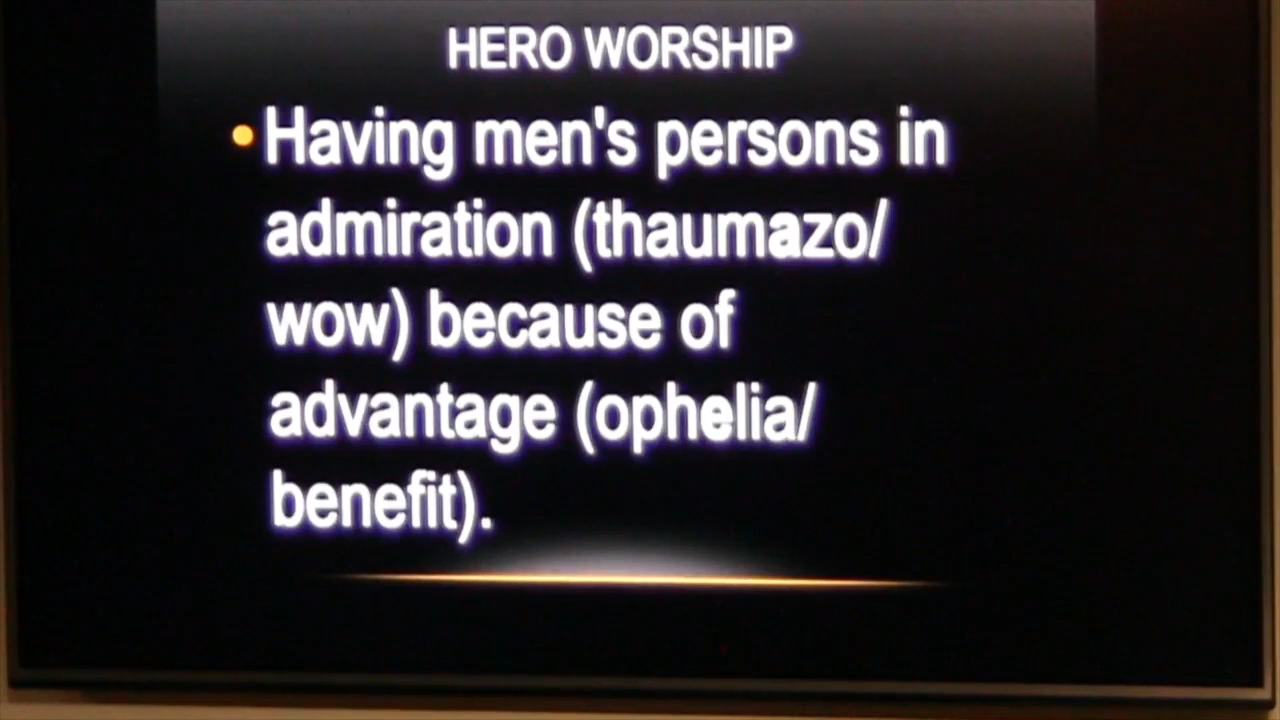 HERO WORSHIP
• Having men's persons in
admiration (thaumazo/
wow) because of
advantage (ophelia/
benefit).